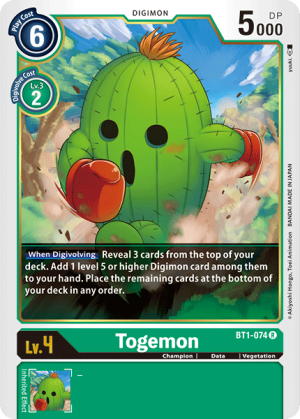 Play Cost
6
DIGIMON
5000
DP
Digivolve Cost
Lv.3
2
When Digivolving Reveal 3 cards from the top of your
deck. Add 1 level 5 or higher Digimon card among them
to your hand. Place the remaining cards at the bottom of
your deck in any order.
©Akiyoshi Hongo, Toei Animation BANDAI MADE IN JAPAN
Lv.4
Togemon
BT1-074 R
Champion | Data | Vegetation
Inherited Effect
–